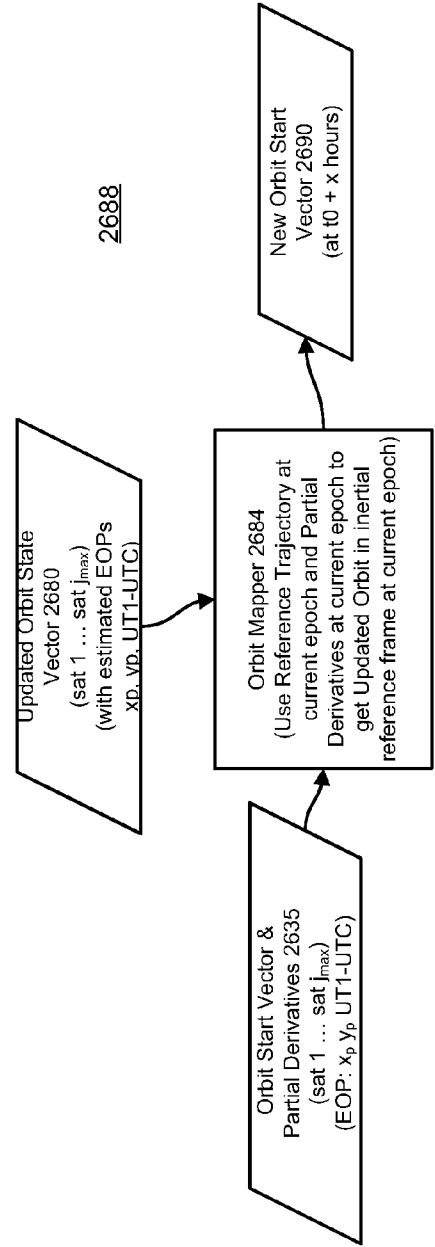 2688
Updated Orbit State
Vector 2680
(sat 1 ... sat jmax)
(with estimated EOPs
xp, yp, UT1-UTC)
Orbit Start Vector &
Partial Derivatives 2635
(sat 1 ... sat jmax)
(EOP: xp yp UT1-UTC)
Orbit Mapper 2684
(Use Reference Trajectory at
current epoch and Partial
Derivatives at current epoch to
get Updated Orbit in inertial
reference frame at current epoch)
New Orbit Start
Vector 2690
(at t0 + x hours)